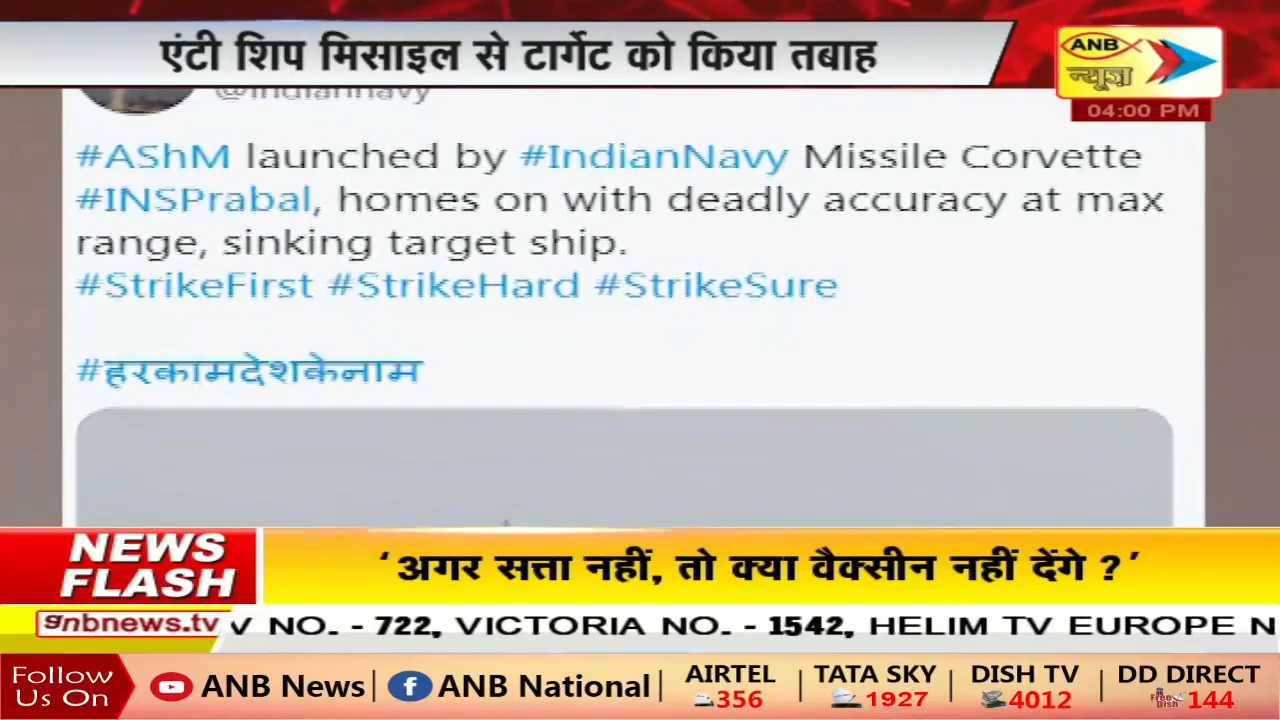 एंटी शिप मिसाइल से टार्गेट को किया तबाह
ANB
न्यूज़
04:00 PM
@indiannavy
#AShM launched by #IndianNavy Missile Corvette
#INSPrabal, homes on with deadly accuracy at max
range, sinking target ship.
#StrikeFirst #StrikeHard #StrikeSure
#हरकामदेशकेनाम
NEWS
FLASH
‘अगर सत्ता नहीं, तो क्या वैक्सीन नहीं देंगे ?’
anbnews.tv
V NO. - 722, VICTORIA NO. - 1542, HELIM TV EUROPE N
Follow
Us On
ANB News
f ANB National
AIRTEL
356
TATA SKY
1927
DISH TV
4012
DD DIRECT
Free Dish 144